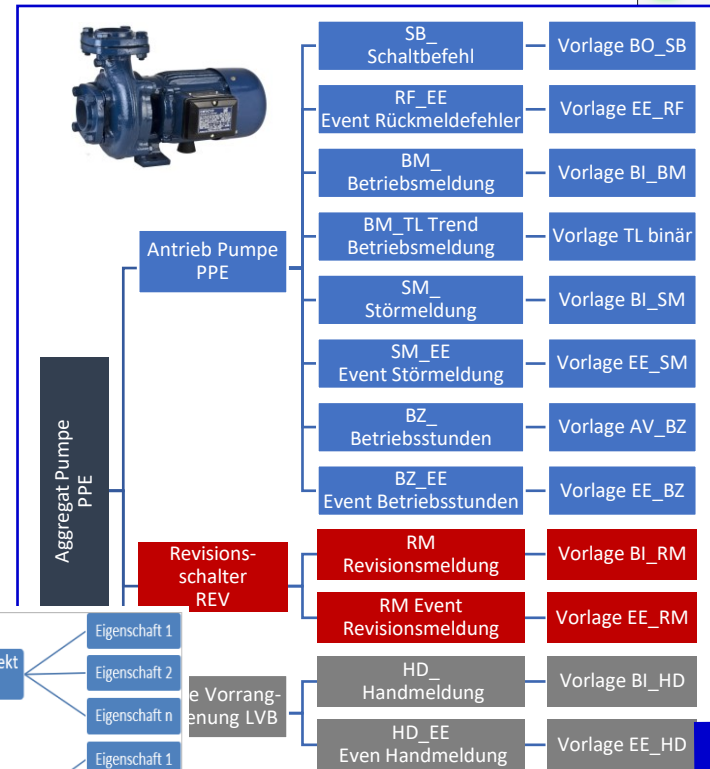 SB_
Schaltbefehl
Vorlage BO_SB
RF_EE
Event Rückmeldefehler
Vorlage EE_RF
BM_
Betriebsmeldung
Vorlage BI_BM
Antrieb Pumpe
PPE
BM_TL Trend
Betriebsmeldung
Vorlage TL binär
SM_
Störmeldung
Vorlage BI_SM
SM_EE
Event Störmeldung
Vorlage EE_SM
Aggregat Pumpe
PPE
BZ_
Betriebsstunden
Vorlage AV_BZ
BZ_EE
Event Betriebsstunden
Vorlage EE_BZ
Revisions-
schalter
REV
RM
Revisionsmeldung
Vorlage BI_RM
RM Event
Revisionsmeldung
Vorlage EE_RM
ekt
Eigenschaft 1
Eigenschaft 2
Eigenschaft n
Eigenschaft 1
e Vorrang-
enung LVB
HD_
Handmeldung
Vorlage BI_HD
HD_EE
Even Handmeldung
Vorlage EE_HD